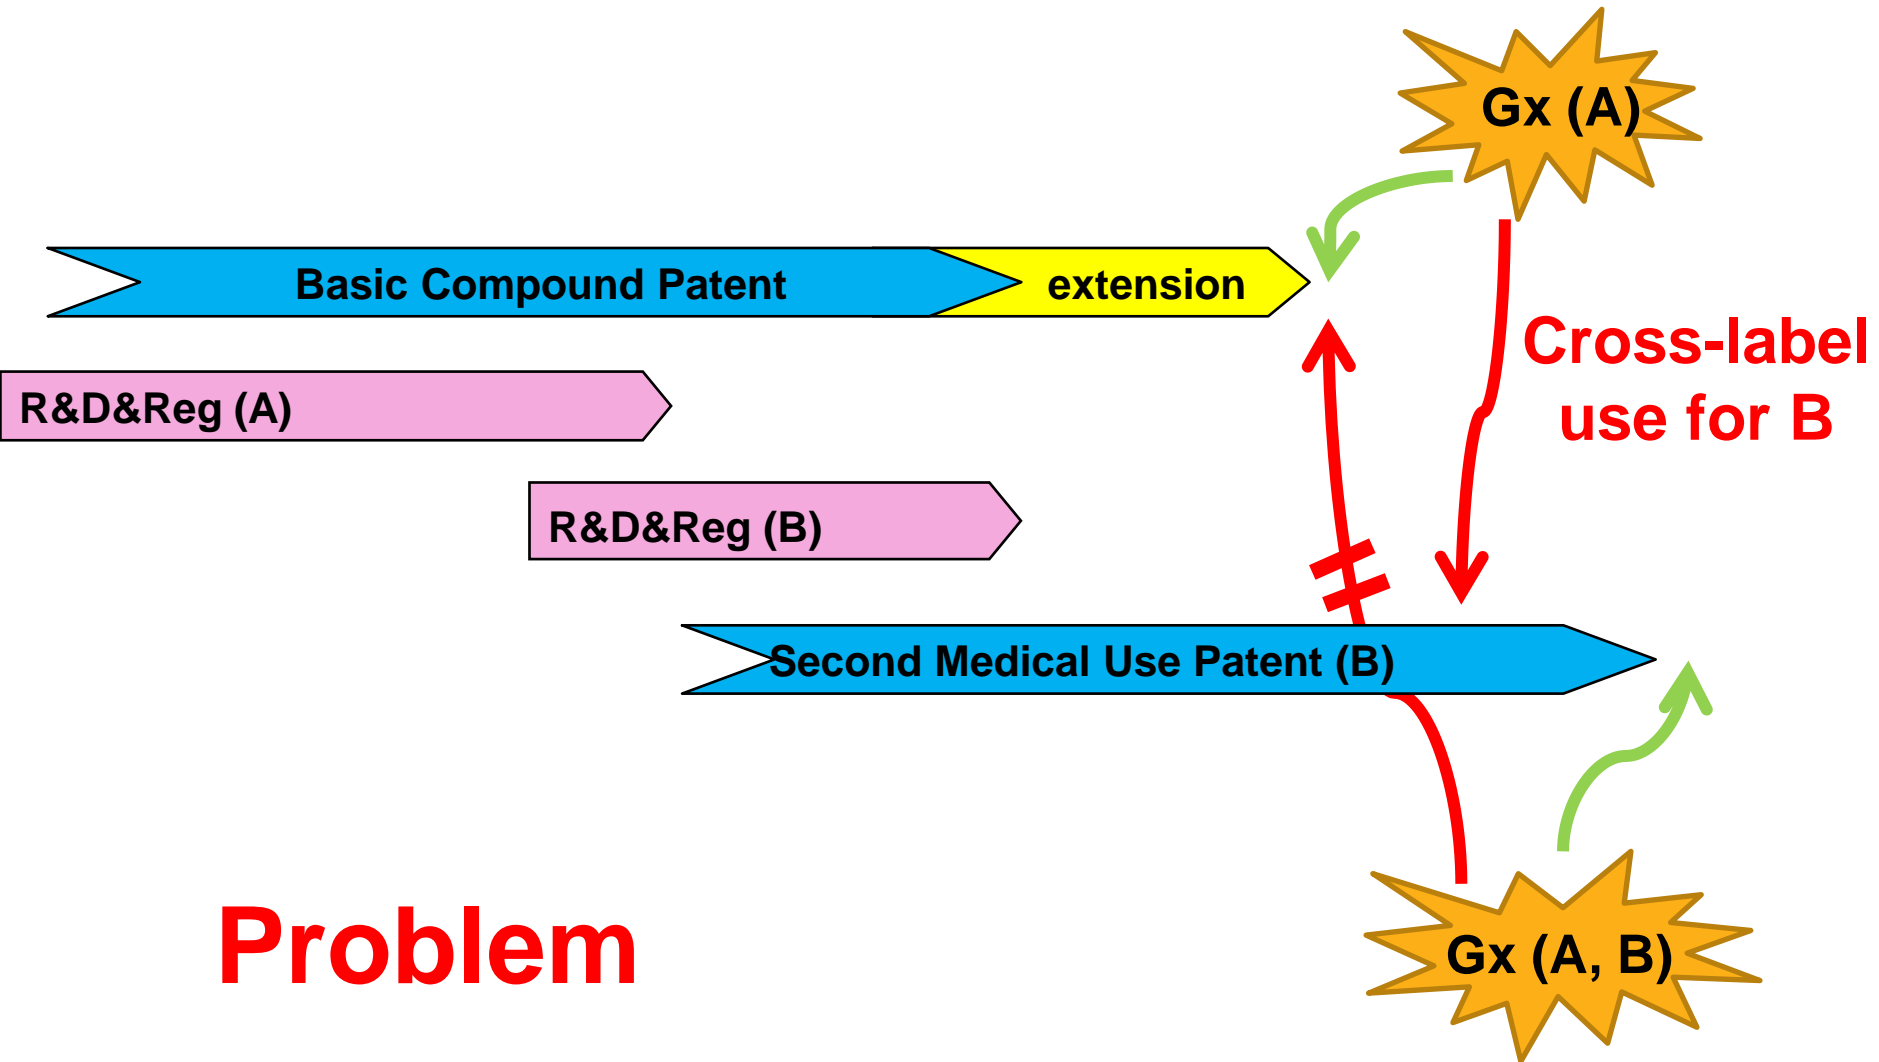 Gx (A)
Basic Compound Patent
extension
Cross-label
use for B
R&D&Reg (A)
R&D&Reg (B)
Second Medical Use Patent (B)
Problem
Gx (A, B)